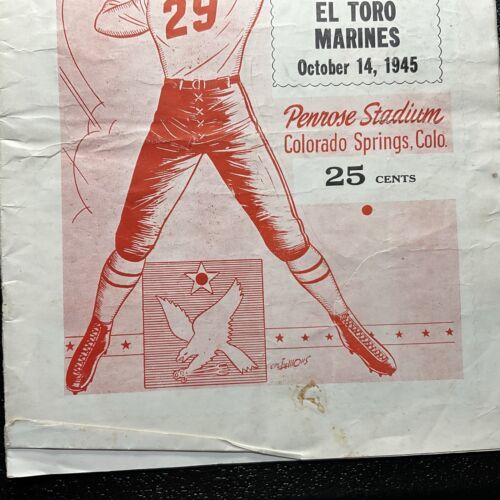 29
EL TORO
MARINES
October 14, 1945
Penrose Stadium
Colorado Springs, Colo.
25 CENTS